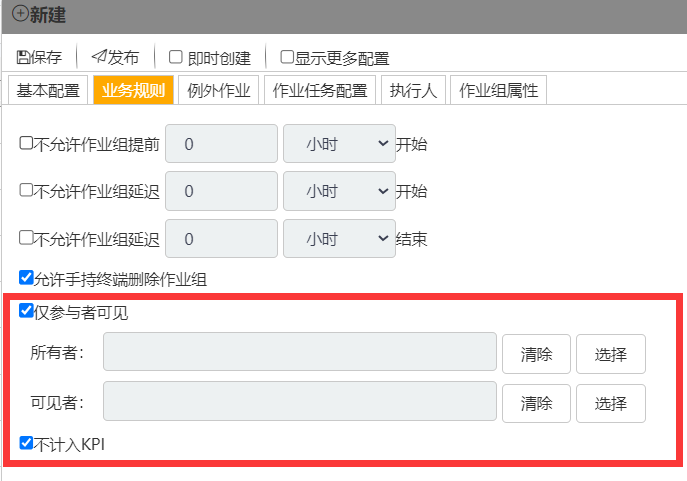 新建
保存 发布 即时创建 显示更多配置
基本配置 业务规则 例外作业 作业任务配置 执行人 作业组属性
不允许作业组提前 0 小时 开始
不允许作业组延迟 0 小时 开始
不允许作业组延迟 0 小时 结束
允许手持终端删除作业组
仅参与者可见
所有者： 清除 选择
可见者： 清除 选择
不计入KPI